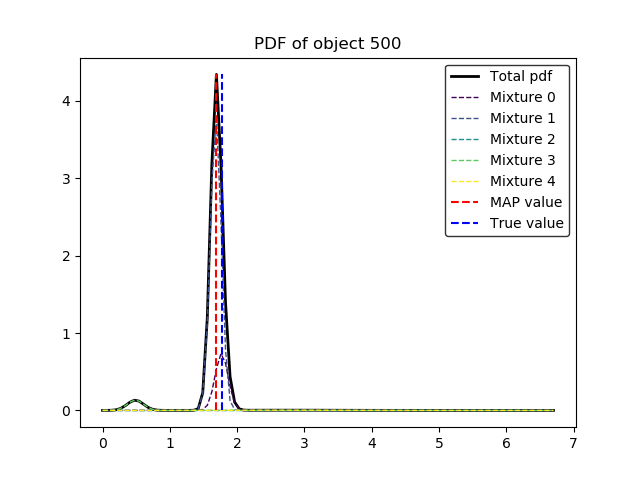 PDF of object 500
Total pdf
Mixture 0
Mixture 1
Mixture 2
Mixture 3
Mixture 4
MAP value
True value
4
3
2
1
0
0 1 2 3 4 5 6 7